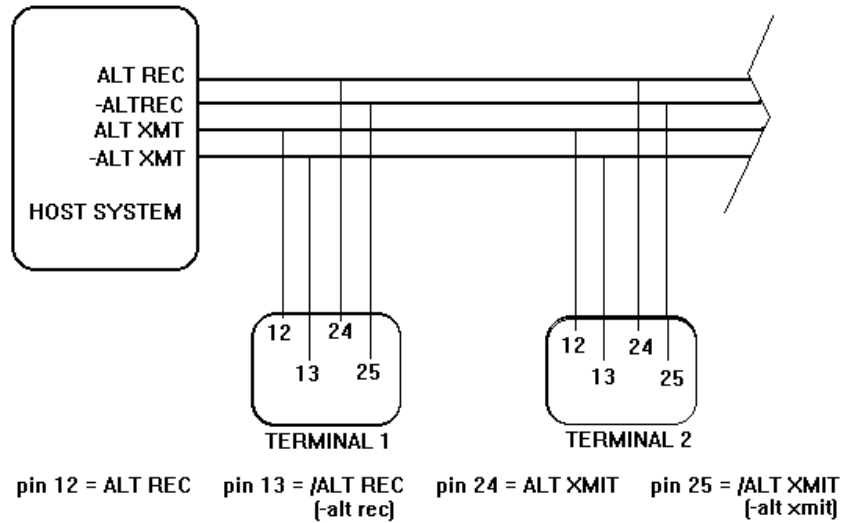 ALT REC
-ALTREC
ALT XMT
-ALT XMT
HOST SYSTEM
12 24
13 25
TERMINAL 1
12 24
13 25
TERMINAL 2
pin 12 = ALT REC pin 13 = /ALT REC pin 24 = ALT XMIT pin 25 = /ALT XMIT
(-alt rec) (-alt xmit)